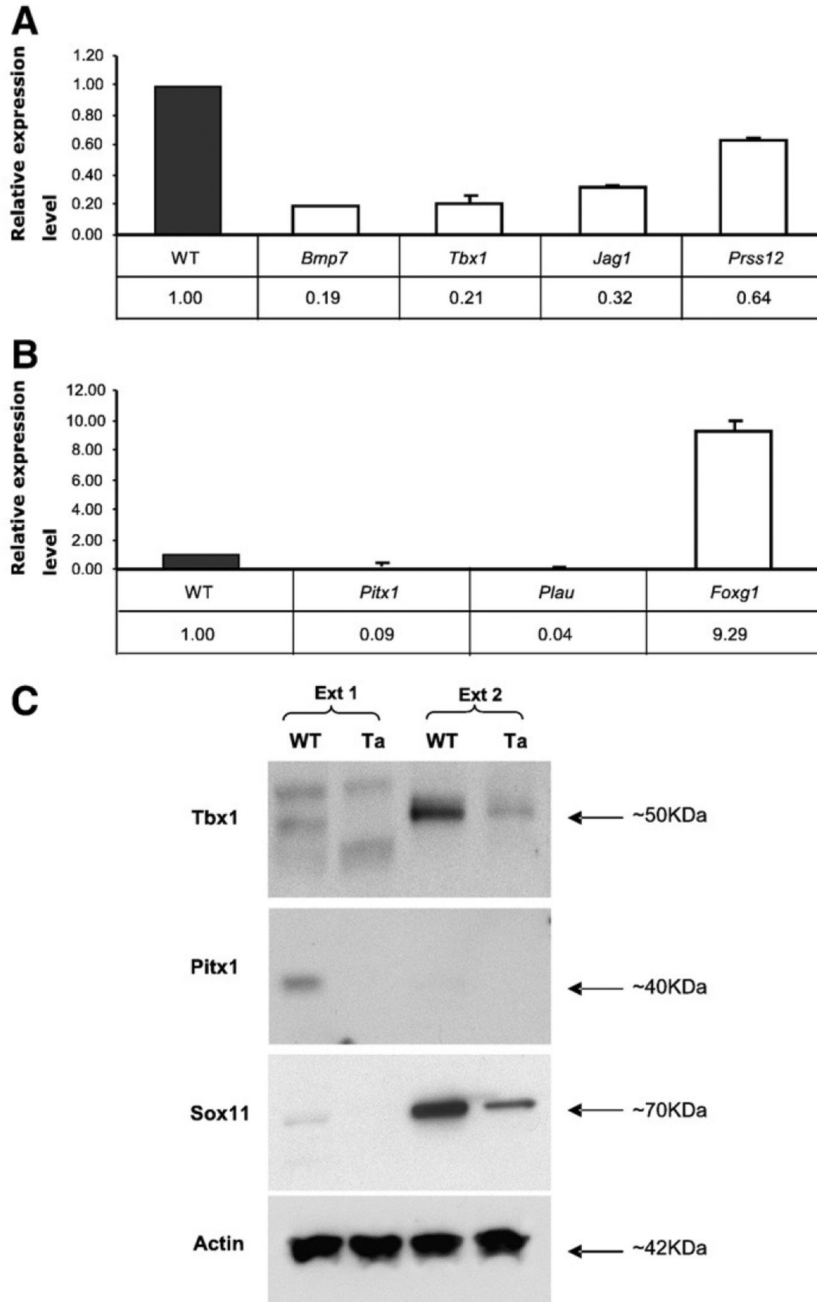 A
Relative expression
level
1.20
1.00
0.80
0.60
0.40
0.20
0.00
WT Bmp7 Tbx1 Jag1 Prss12
1.00 0.19 0.21 0.32 0.64
B
Relative expression
level
12.00
10.00
8.00
6.00
4.00
2.00
0.00
WT Pitx1 Plau Foxg1
1.00 0.09 0.04 9.29
C
Ext 1 Ext 2
WT Ta WT Ta
Tbx1 ~50KDa
Pitx1 ~40KDa
Sox11 ~70KDa
Actin ~42KDa